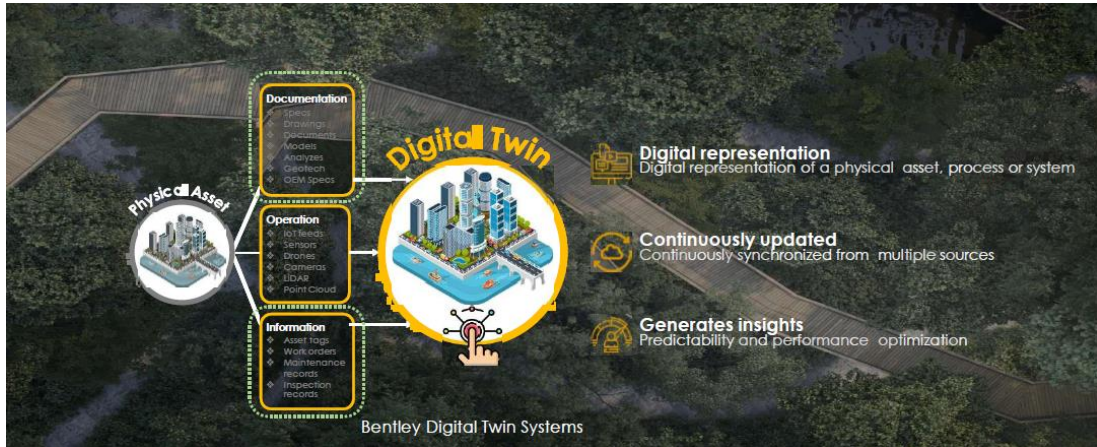 Physical Asset
Documentation
Specs
Drawings
Documents
Models
Analyzes
Geotech
OEM Specs
Operation
IoT feeds
Sensors
Drones
Cameras
LiDAR
Point Cloud
Information
Asset tags
Work orders
Maintenance
records
Inspection
records
Digital Twin
Digital representation
Digital representation of a physical asset, process or system
Continuously updated
Continuously synchronized from multiple sources
Generates insights
Predictability and performance optimization
Bentley Digital Twin Systems